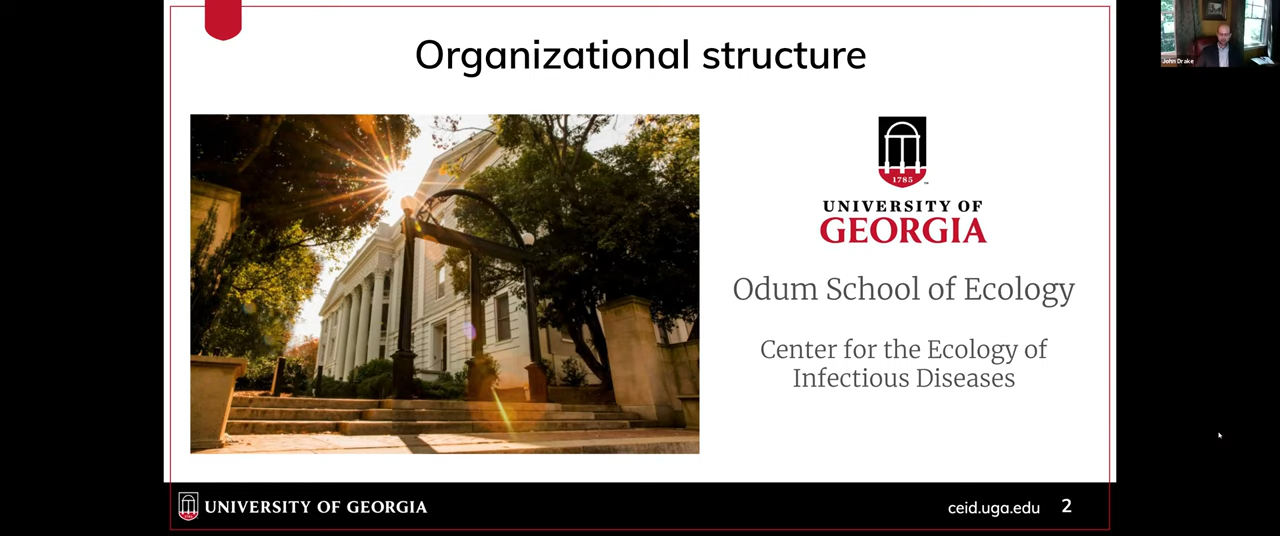 Organizational structure
John Drake
1785
UNIVERSITY OF
GEORGIA
Odum School of Ecology
Center for the Ecology of
Infectious Diseases
UNIVERSITY OF GEORGIA
ceid.uga.edu 2